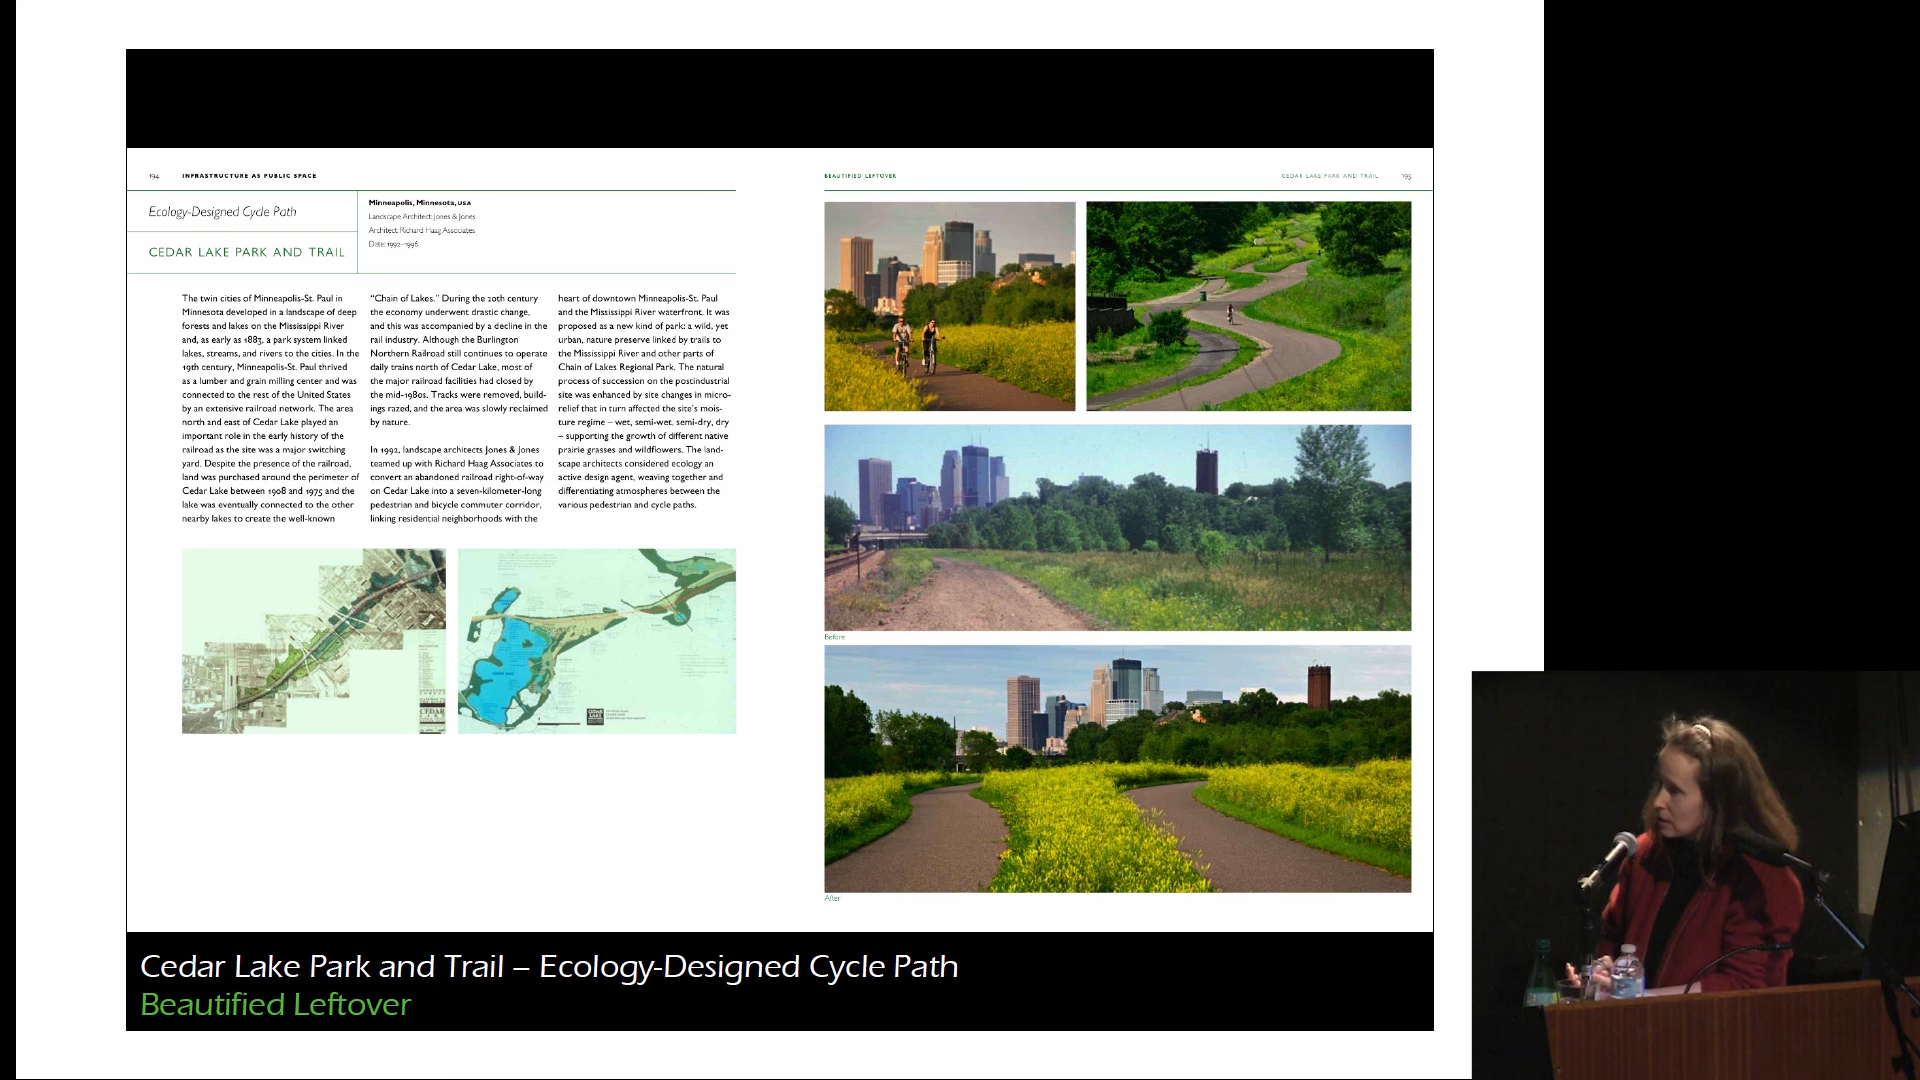 194 INFRASTRUCTURE AS PUBLIC SPACE
Ecology-Designed Cycle Path
CEDAR LAKE PARK AND TRAIL
Minneapolis, Minnesota, USA
Landscape Architect: Jones & Jones
Architect: Richard Haag Associates
Date: 1992–1996
The twin cities of Minneapolis-St. Paul in
Minnesota developed in a landscape of deep
forests and lakes on the Mississippi River
and, as early as 1883, a park system linked
lakes, streams, and rivers to the cities. In the
19th century, Minneapolis-St. Paul thrived
as a lumber and grain milling center and was
connected to the rest of the United States
by an extensive railroad network. The area
north and east of Cedar Lake played an
important role in the early history of the
railroad as the site was a major switching
yard. Despite the presence of the railroad,
land was purchased around the perimeter of
Cedar Lake between 1908 and 1975 and the
lake was eventually connected to the other
nearby lakes to create the well-known
“Chain of Lakes.” During the 20th century
the economy underwent drastic change,
and this was accompanied by a decline in the
rail industry. Although the Burlington
Northern Railroad still continues to operate
daily trains north of Cedar Lake, most of
the major railroad facilities had closed by
the mid-1980s. Tracks were removed, build-
ings razed, and the area was slowly reclaimed
by nature.
In 1992, landscape architects Jones & Jones
teamed up with Richard Haag Associates to
convert an abandoned railroad right-of-way
on Cedar Lake into a seven-kilometer-long
pedestrian and bicycle commuter corridor,
linking residential neighborhoods with the
heart of downtown Minneapolis-St. Paul
and the Mississippi River waterfront. It was
proposed as a new kind of park: a wild, yet
urban, nature preserve linked by trails to
the Mississippi River and other parts of
Chain of Lakes Regional Park. The natural
process of succession on the postindustrial
site was enhanced by site changes in micro-
relief that in turn affected the site's mois-
ture regime – wet, semi-wet, semi-dry, dry
– supporting the growth of different native
prairie grasses and wildflowers. The land-
scape architects considered ecology an
active design agent, weaving together and
differentiating atmospheres between the
various pedestrian and cycle paths.
CEDAR
CEDAR LAKE
CEDAR
LAKE
BEAUTIFIED LEFTOVER
CEDAR LAKE PARK AND TRAIL 195
Before
After
Cedar Lake Park and Trail – Ecology-Designed Cycle Path
Beautified Leftover